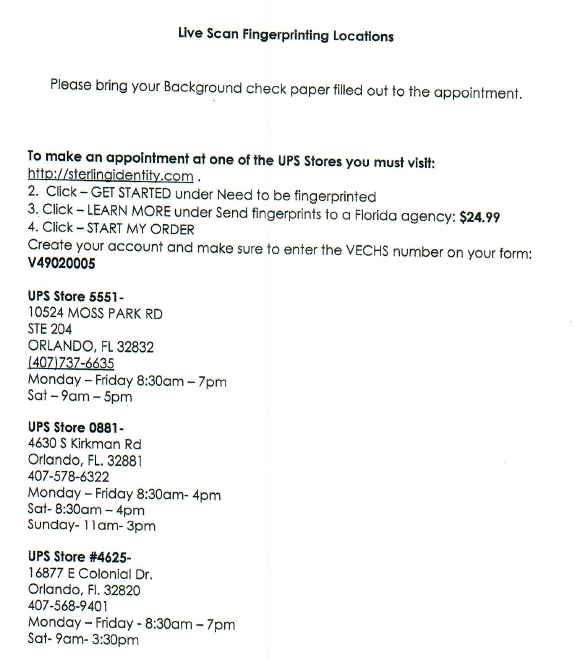 Live Scan Fingerprinting Locations
Please bring your Background check paper filled out to the appointment.
To make an appointment at one of the UPS Stores you must visit:
http://sterlingidentity.com .
2. Click – GET STARTED under Need to be fingerprinted
3. Click – LEARN MORE under Send fingerprints to a Florida agency: $24.99
4. Click – START MY ORDER
Create your account and make sure to enter the VECHS number on your form:
V49020005
UPS Store 5551-
10524 MOSS PARK RD
STE 204
ORLANDO, FL 32832
(407)737-6635
Monday – Friday 8:30am – 7pm
Sat – 9am – 5pm
UPS Store 0881-
4630 S Kirkman Rd
Orlando, FL. 32881
407-578-6322
Monday – Friday 8:30am- 4pm
Sat- 8:30am – 4pm
Sunday- 11am- 3pm
UPS Store #4625-
16877 E Colonial Dr.
Orlando, Fl. 32820
407-568-9401
Monday – Friday - 8:30am – 7pm
Sat- 9am- 3:30pm